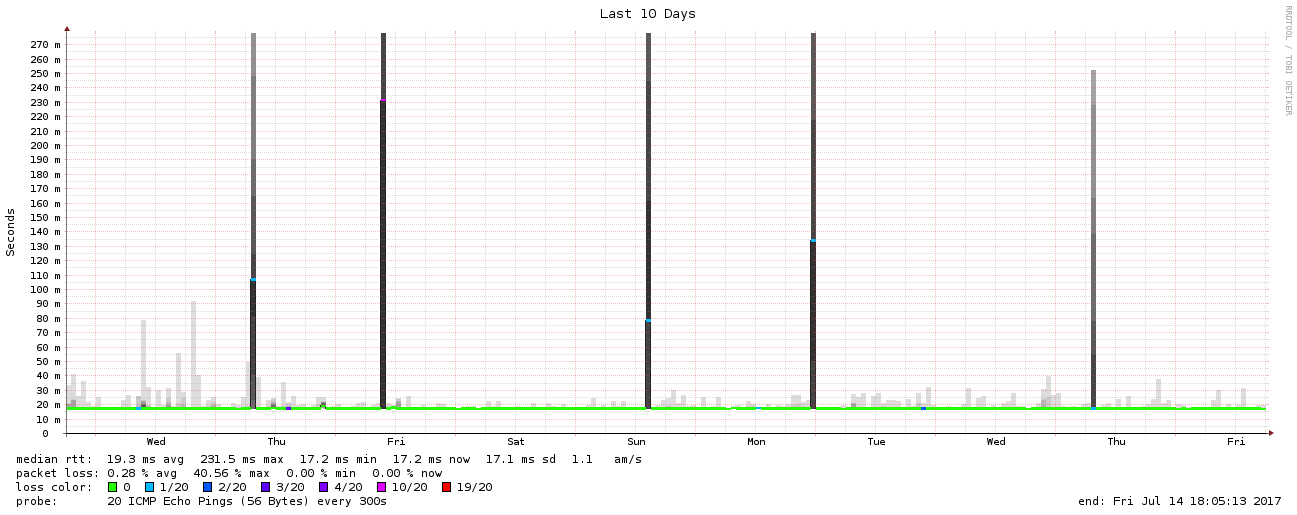 Last 10 Days
RRDTOOL / TOBI OETIKER
Seconds
270 m
260 m
250 m
240 m
230 m
220 m
210 m
200 m
190 m
180 m
170 m
160 m
150 m
140 m
130 m
120 m
110 m
100 m
90 m
80 m
70 m
60 m
50 m
40 m
30 m
20 m
10 m
0
Wed Thu Fri Sat Sun Mon Tue Wed Thu Fri
median rtt: 19.3 ms avg 231.5 ms max 17.2 ms min 17.2 ms now 17.1 ms sd 1.1 am/s
packet loss: 0.28 % avg 40.56 % max 0.00 % min 0.00 % now
loss color: 0 1/20 2/20 3/20 4/20 10/20 19/20
probe: 20 ICMP Echo Pings (56 Bytes) every 300s end: Fri Jul 14 18:05:13 2017